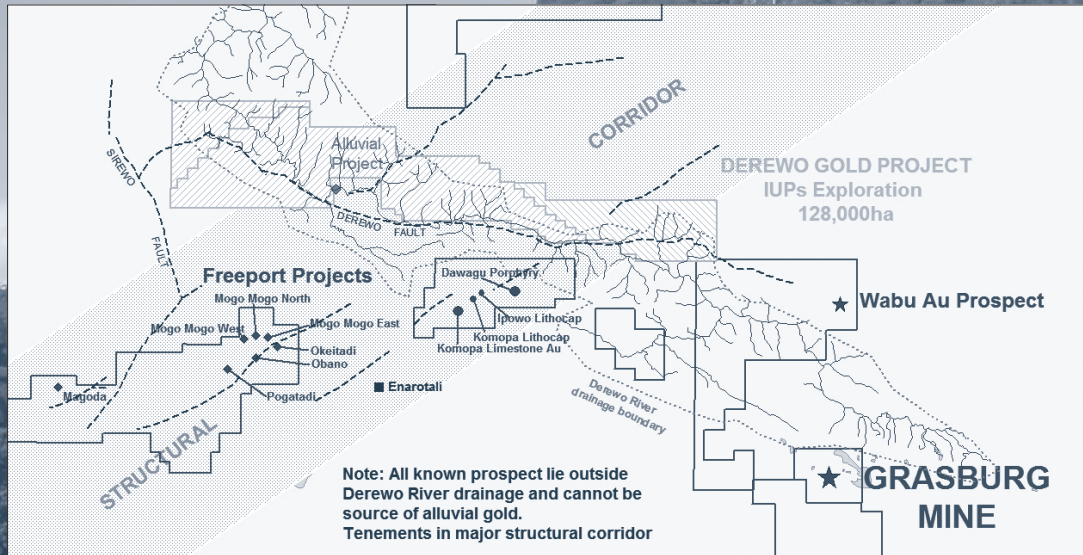 CORRIDOR
Alluvial
Project
DEREWO GOLD PROJECT
IUPs Exploration
128,000ha
SIREWO
FAULT
DEREWO FAULT
Freeport Projects
Mogo Mogo North
Mogo Mogo West
Mogo Mogo East
Okeitadi
Obano
Pogatadi
Magoda
Enarotali
Dawagu Porphyry
Ipowo Lithocap
Komopa Lithocap
Komopa Limestone Au
Wabu Au Prospect
Derewo River
drainage boundary
STRUCTURAL
GRASBURG
MINE
Note: All known prospect lie outside
Derewo River drainage and cannot be
source of alluvial gold.
Tenements in major structural corridor